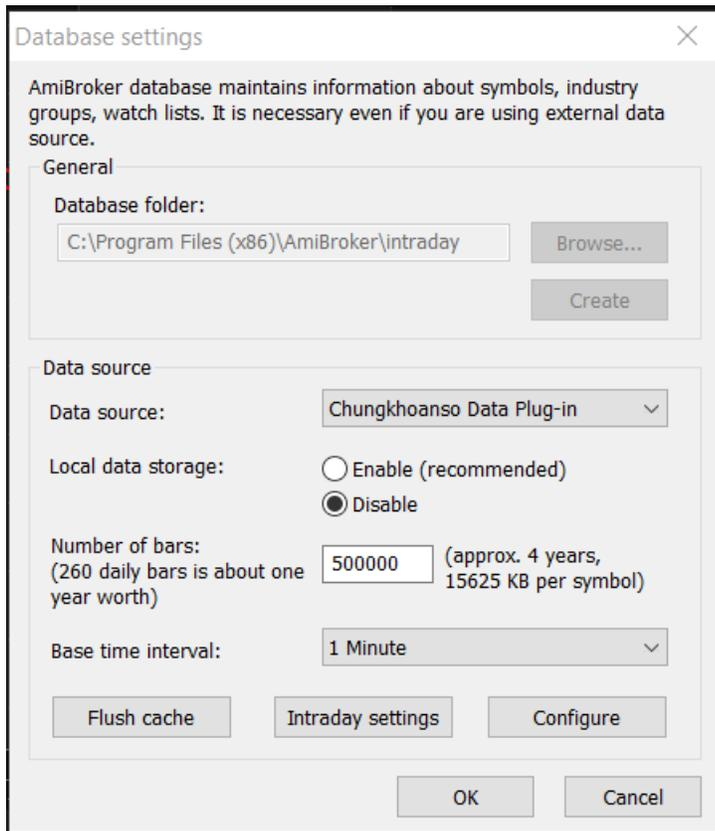 Database settings
AmiBroker database maintains information about symbols, industry
groups, watch lists. It is necessary even if you are using external data
source.
General
Database folder:
C:\Program Files (x86)\AmiBroker\intraday
Browse...
Create
Data source
Data source:
Chungkhoanso Data Plug-in
Local data storage:
Enable (recommended)
Disable
Number of bars:
(260 daily bars is about one
year worth)
500000
(approx. 4 years,
15625 KB per symbol)
Base time interval:
1 Minute
Flush cache
Intraday settings
Configure
OK
Cancel